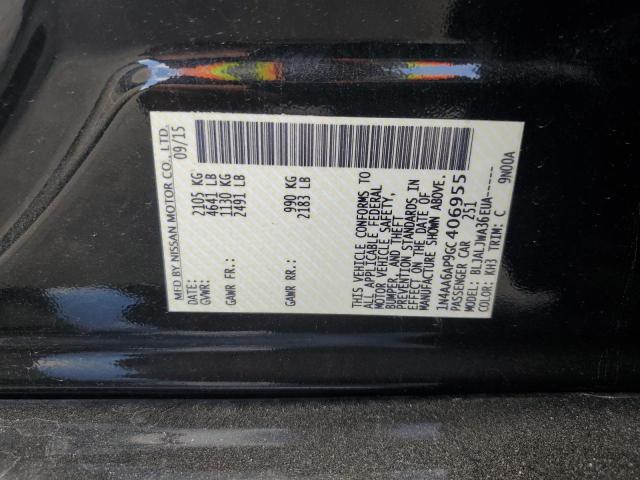 MFD BY NISSAN MOTOR CO., LTD.
DATE: 09/15
GVWR: 2105 KG
4641 LB
GAWR FR.: 1130 KG
2491 LB
GAWR RR.: 990 KG
2183 LB
THIS VEHICLE CONFORMS TO
ALL APPLICABLE FEDERAL
MOTOR VEHICLE SAFETY,
BUMPER, AND THEFT
PREVENTION STANDARDS IN
EFFECT ON THE DATE OF
MANUFACTURE SHOWN ABOVE.
1N4AA6AP9GC406955
PASSENGER CAR 251
MODEL: BLJALJWA36EUA-----
COLOR: KH3 TRIM: C 9N00A